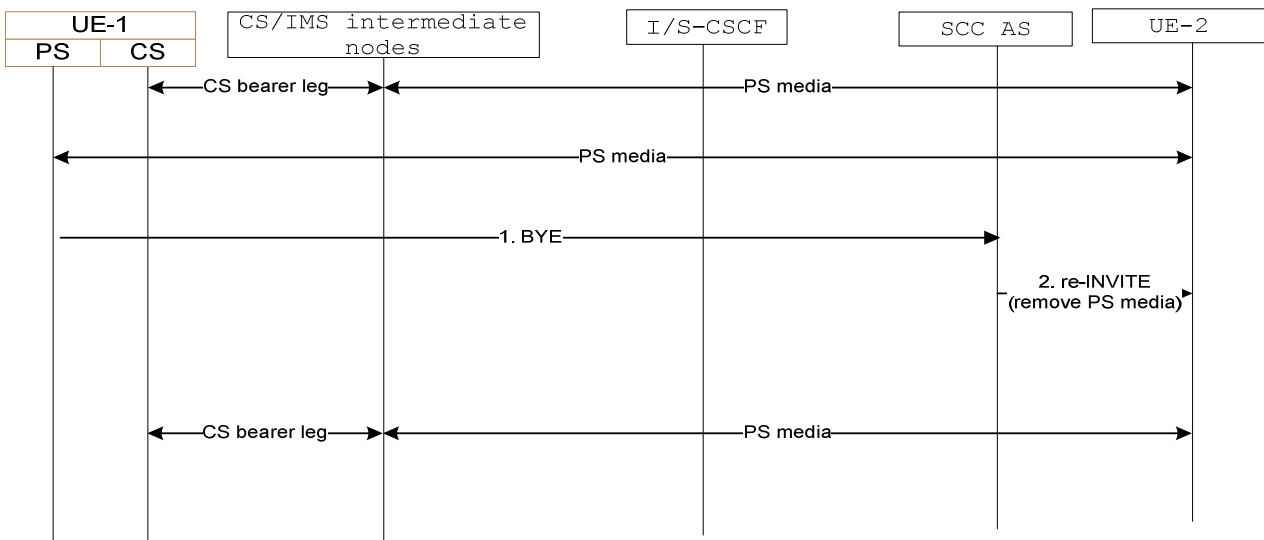 UE-1
PS
CS
CS/IMS intermediate
nodes
I/S-CSCF
SCC AS
UE-2
CS bearer leg
PS media
PS media
1. BYE
2. re-INVITE
(remove PS media)
CS bearer leg
PS media